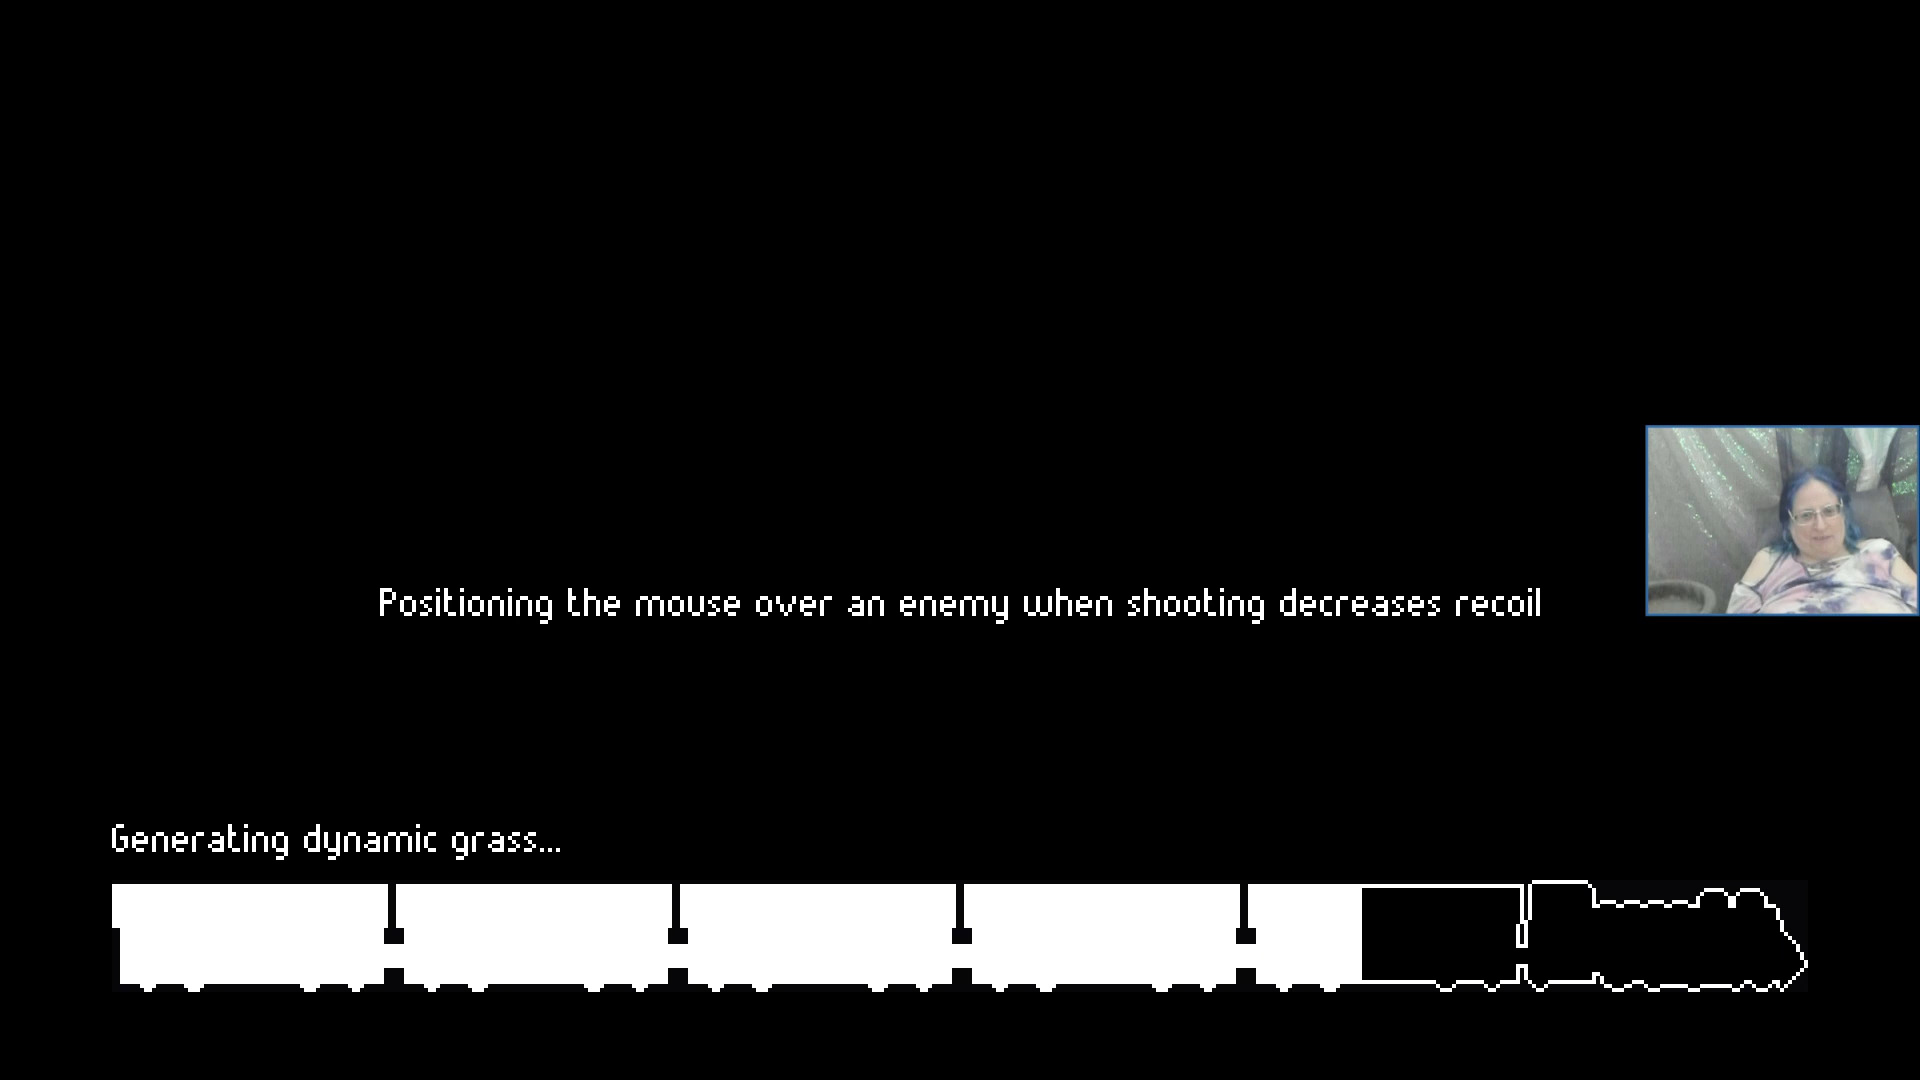 Positioning the mouse over an enemy when shooting decreases recoil
Generating dynamic grass...